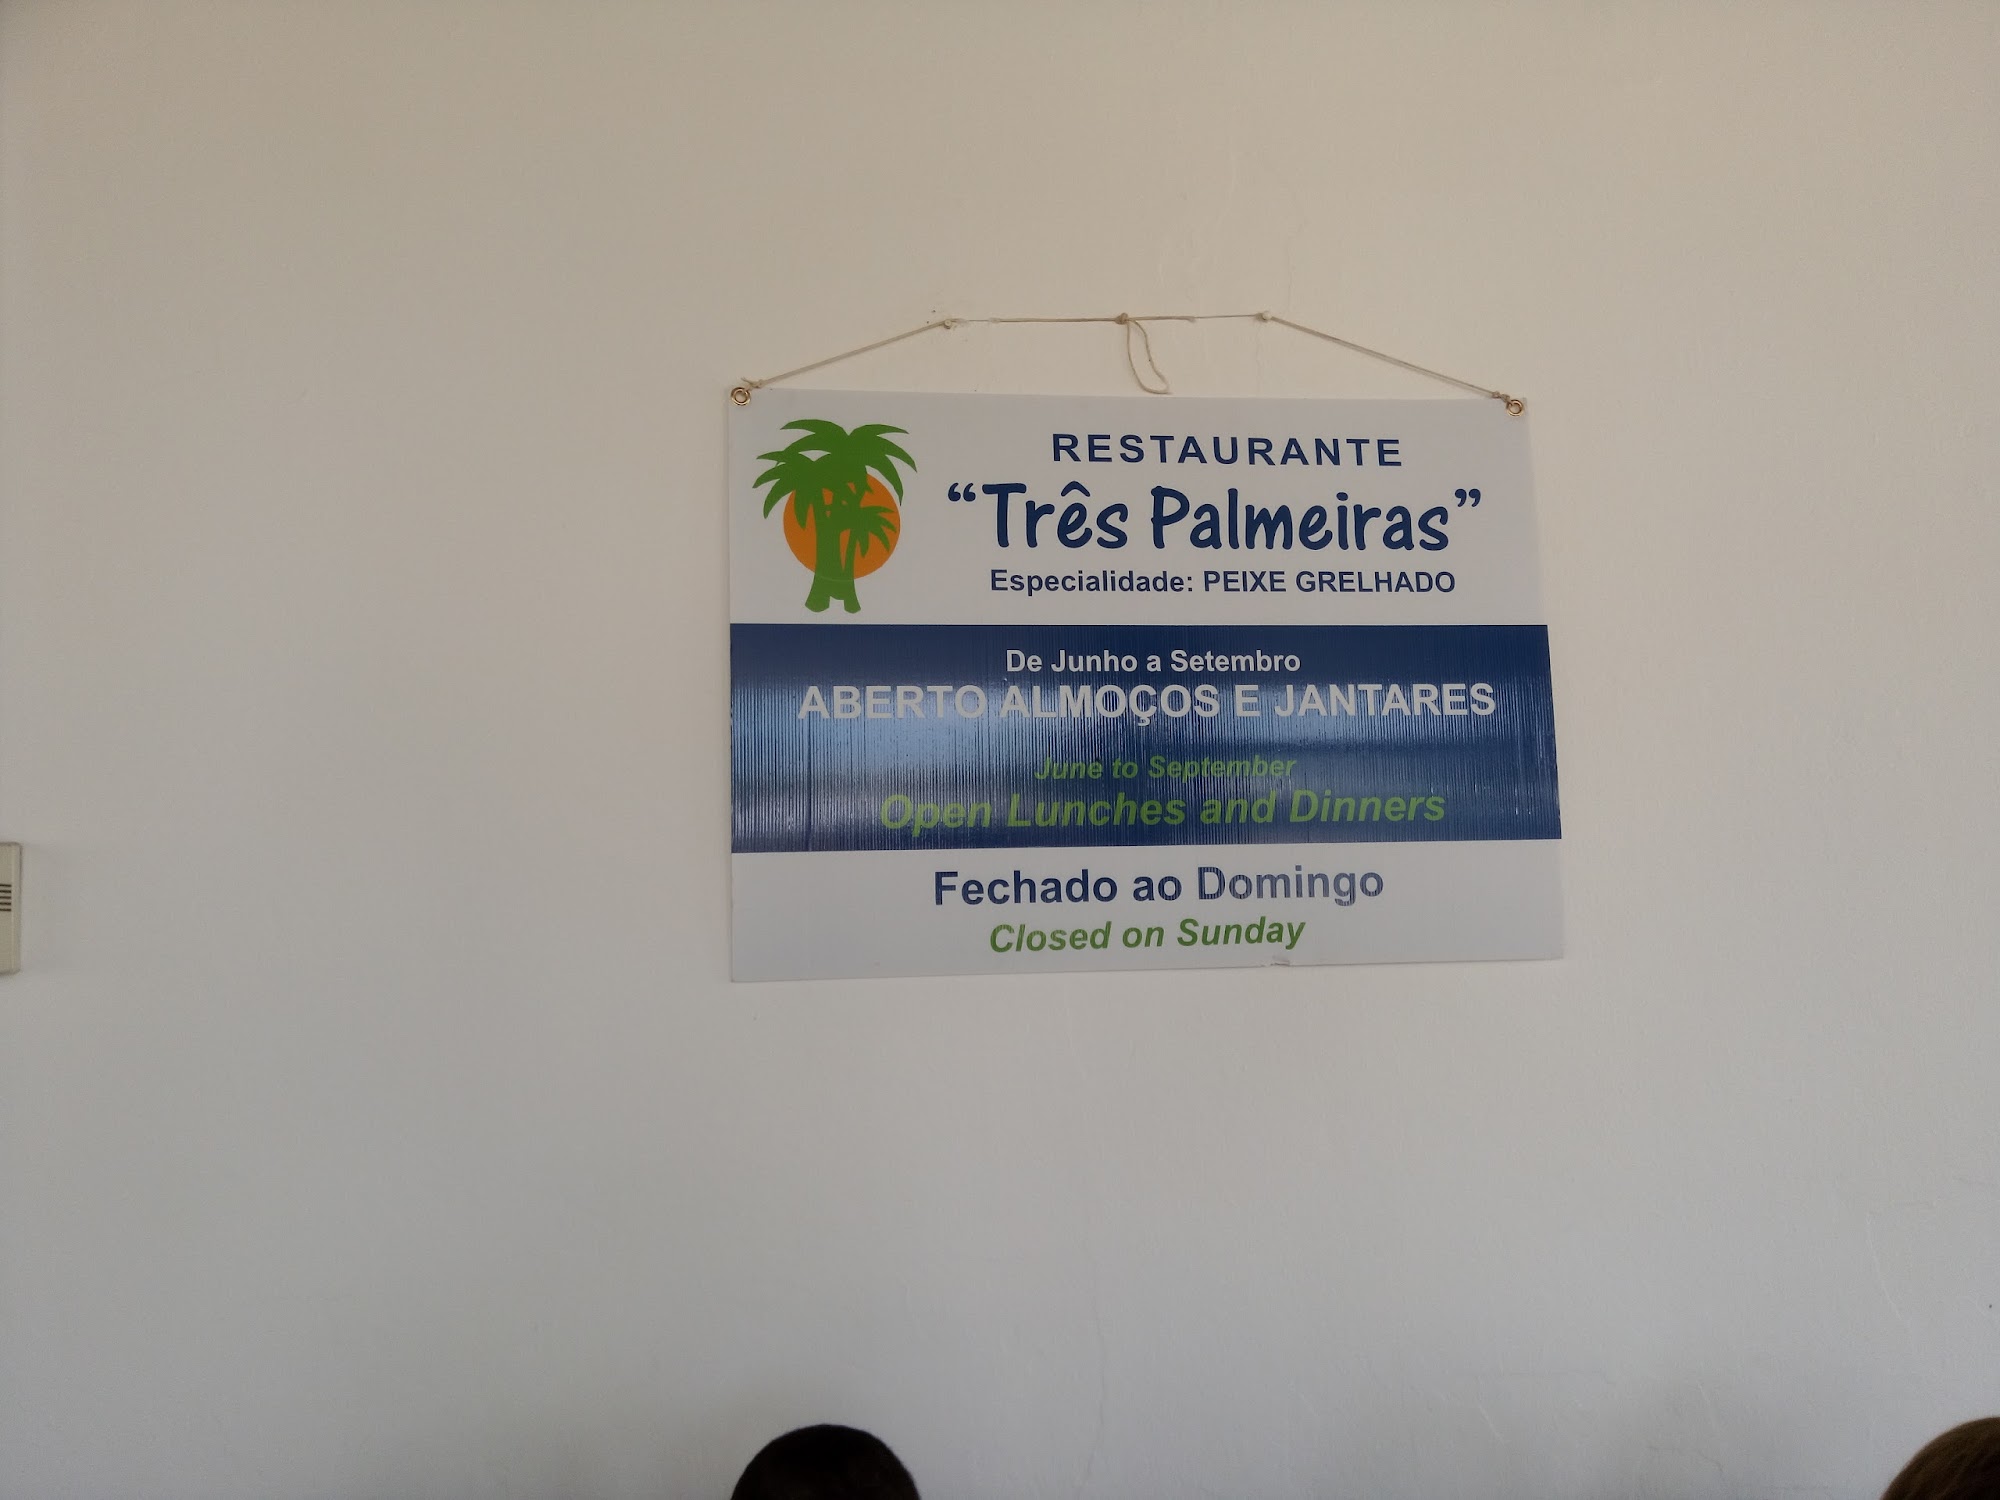 RESTAURANTE
“Três Palmeiras”
Especialidade: PEIXE GRELHADO
De Junho a Setembro
ABERTO ALMOÇOS E JANTARES
June to September
Open Lunches and Dinners
Fechado ao Domingo
Closed on Sunday